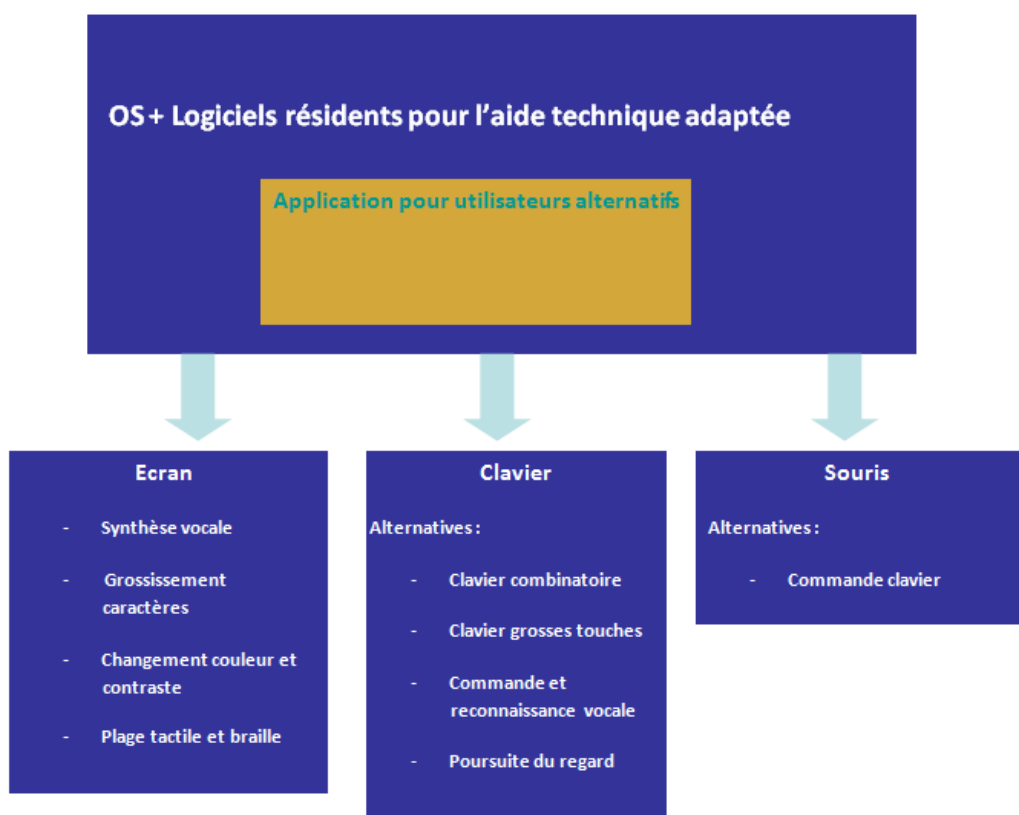 OS + Logiciels résidents pour l'aide technique adaptée
Application pour utilisateurs alternatifs
Ecran
- Synthèse vocale
- Grossissement
caractères
- Changement couleur et
contraste
- Plage tactile et braille
Clavier
Alternatives :
- Clavier combinatoire
- Clavier grosses touches
- Commande et
reconnaissance vocale
- Poursuite du regard
Souris
Alternatives :
- Commande clavier